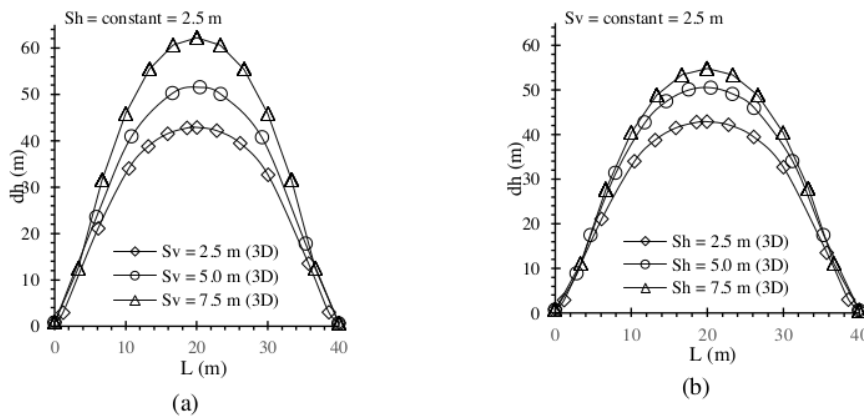 Sh = constant = 2.5 m
60
50
40
30
20
10
0
dh (m)
Sv = 2.5 m (3D)
Sv = 5.0 m (3D)
Sv = 7.5 m (3D)
0 10 20 30 40
L (m)
(a)
Sv = constant = 2.5 m
60
50
40
30
20
10
0
dh (m)
Sh = 2.5 m (3D)
Sh = 5.0 m (3D)
Sh = 7.5 m (3D)
0 10 20 30 40
L (m)
(b)